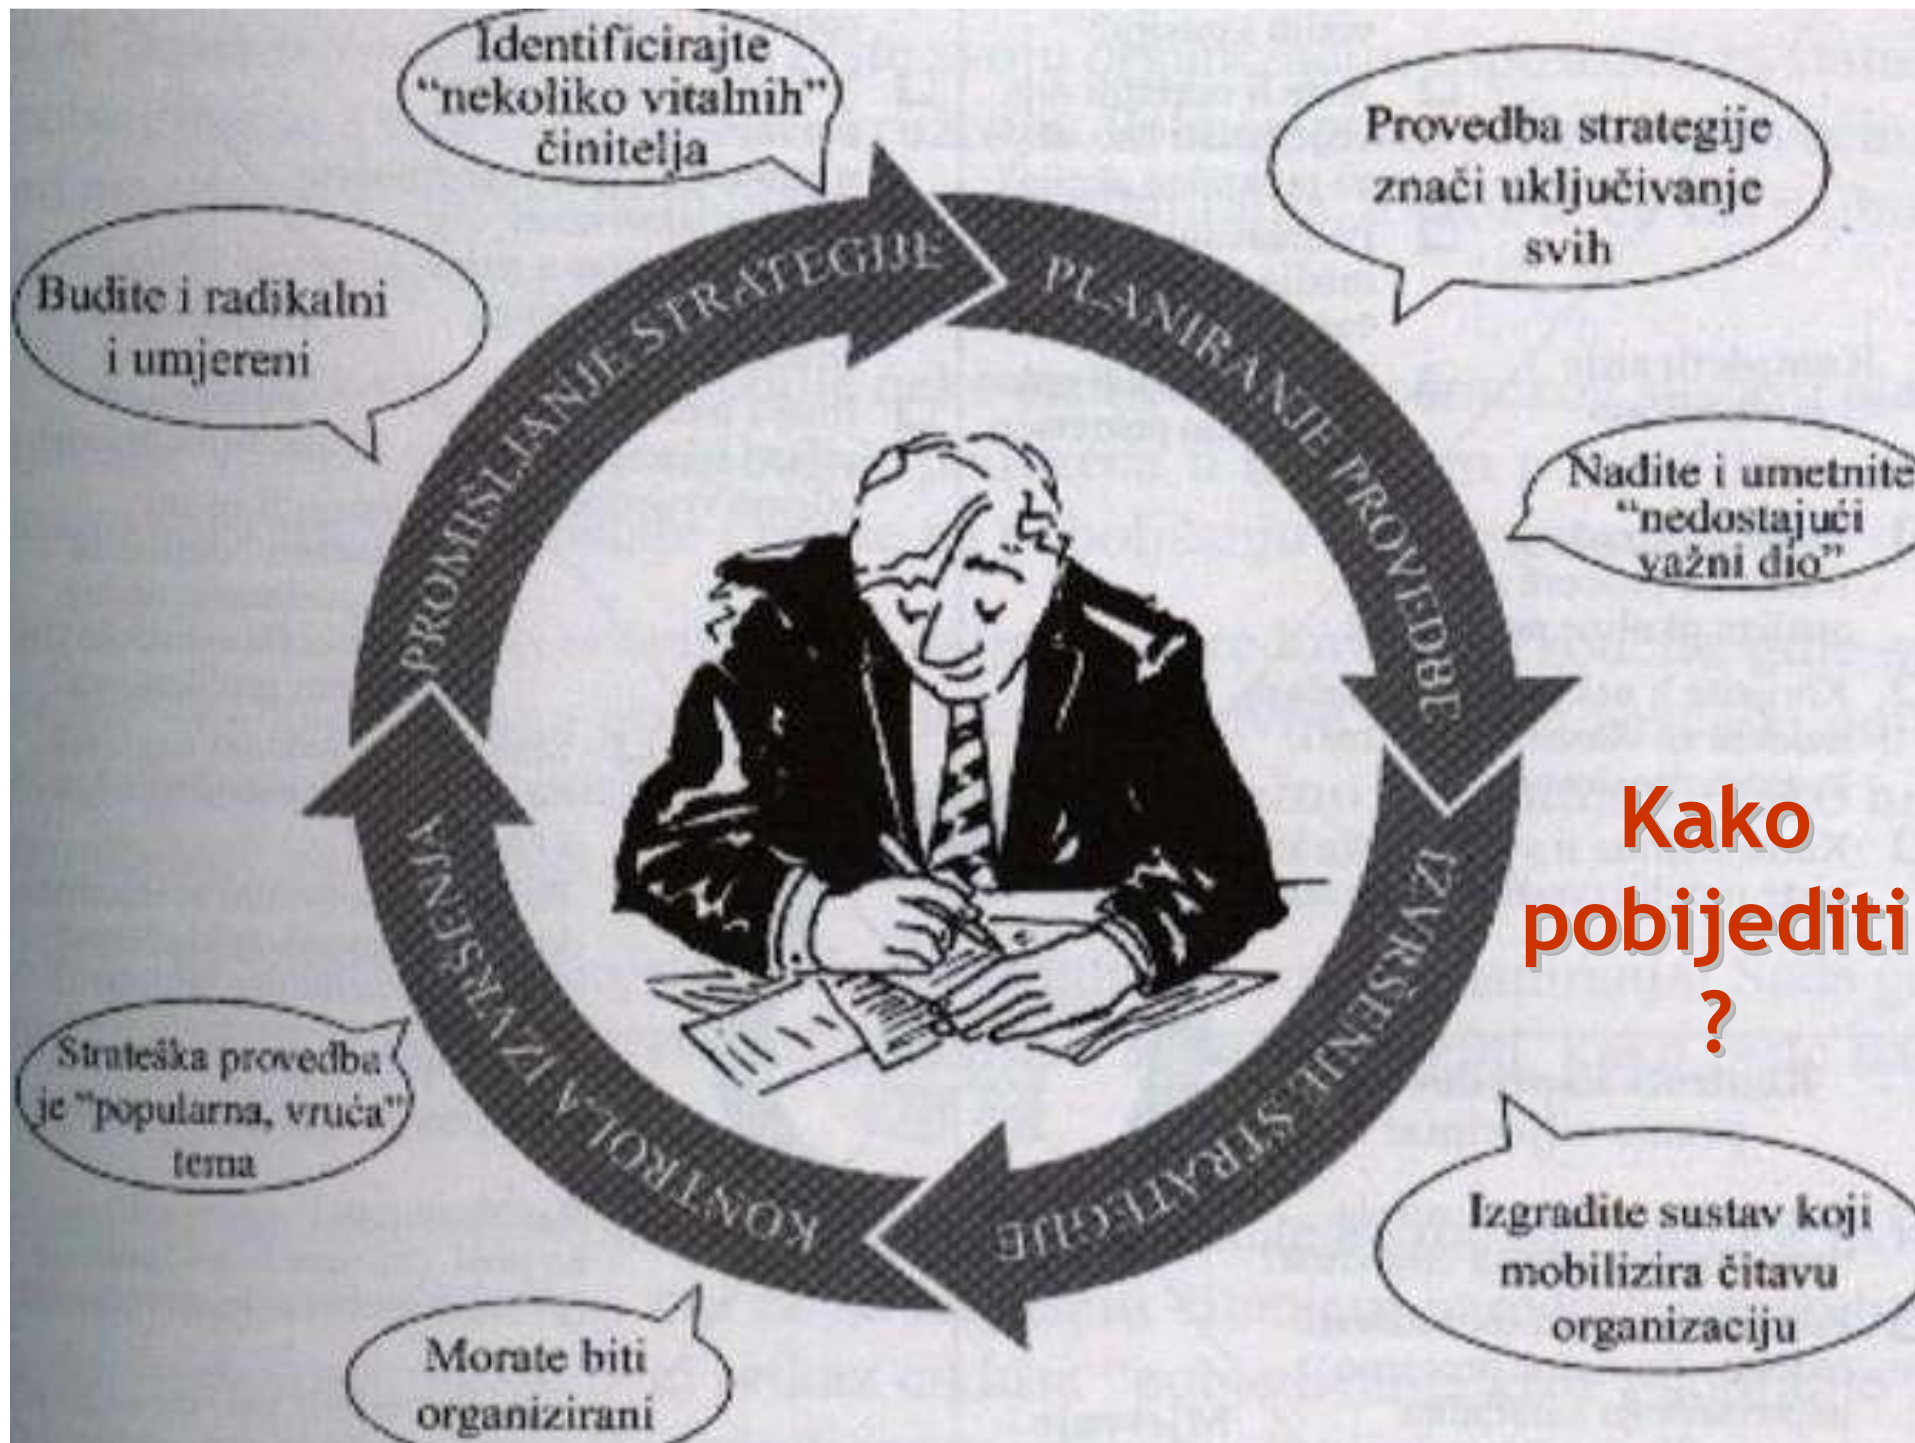 Identificirajte
“nekoliko vitalnih”
činitelja
Provedba strategije
znači uključivanje
svih
Budite i radikalni
i umjereni
PROMIŠLJANJE STRATEGIJE
PLANIRANJE PROVEDBE
Nađite i umetnite
“nedostajući
važni dio”
Kako
pobijediti
?
IZVRŠENJE STRATEGIJE
KONTROLA IZVRŠENJA
Strateška provedba
je “popularna, vruća”
tema
Izgradite sustav koji
mobilizira čitavu
organizaciju
Morate biti
organizirani